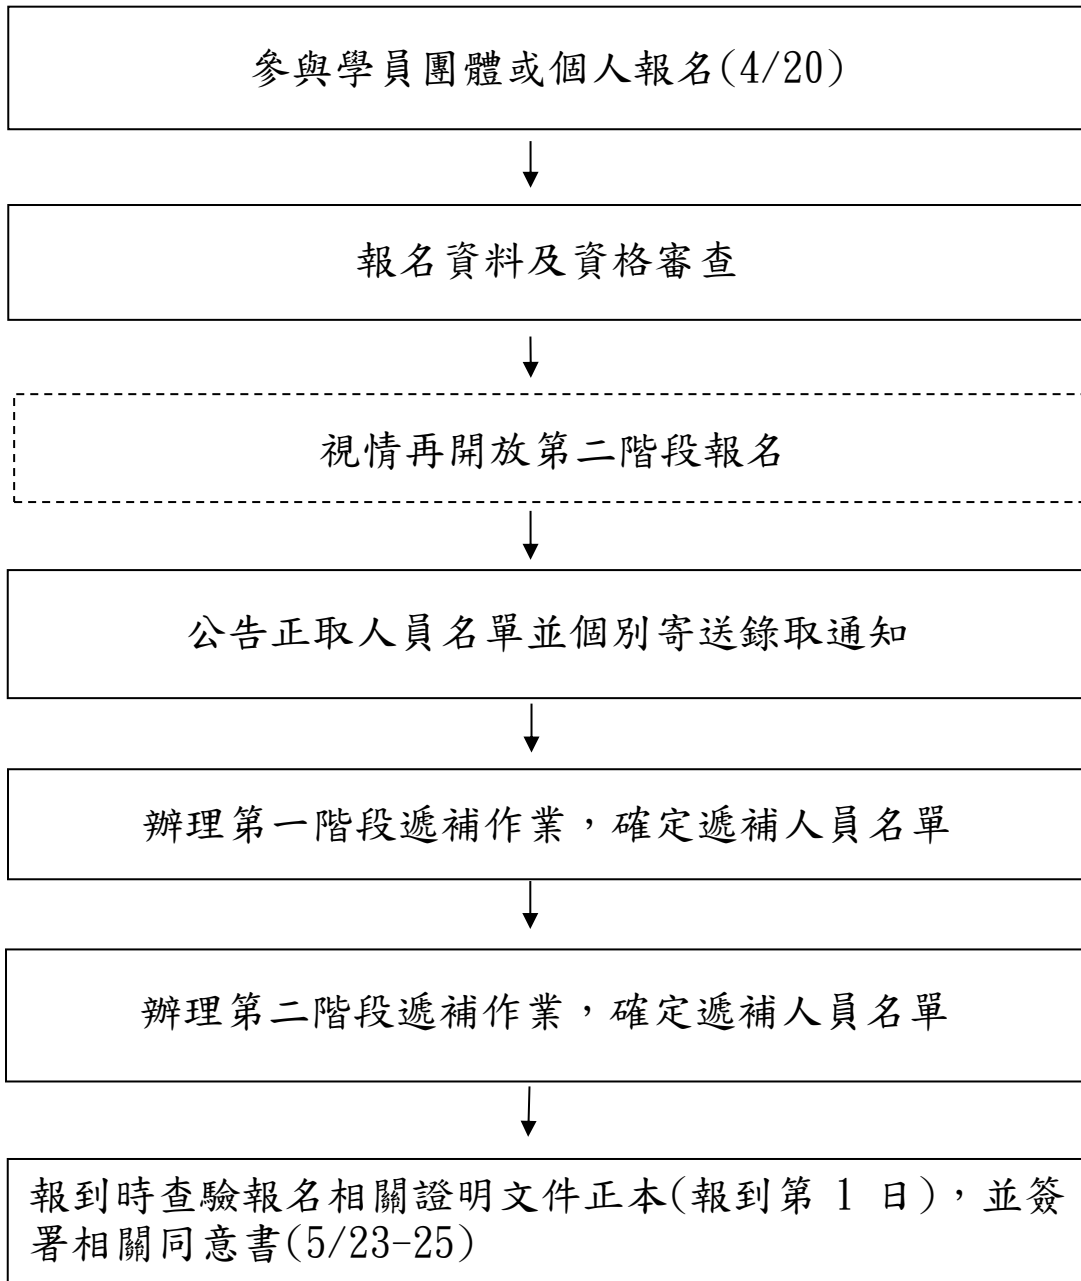 參與學員團體或個人報名(4/20)
報名資料及資格審查
視情再開放第二階段報名
公告正取人員名單並個別寄送錄取通知
辦理第一階段遞補作業，確定遞補人員名單
辦理第二階段遞補作業，確定遞補人員名單
報到時查驗報名相關證明文件正本(報到第 1 日)，並簽
署相關同意書(5/23-25)